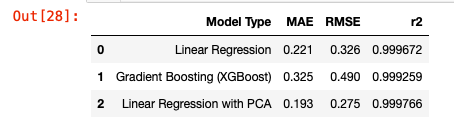 Out[28]:
Model Type MAE RMSE r2
0 Linear Regression 0.221 0.326 0.999672
1 Gradient Boosting (XGBoost) 0.325 0.490 0.999259
2 Linear Regression with PCA 0.193 0.275 0.999766